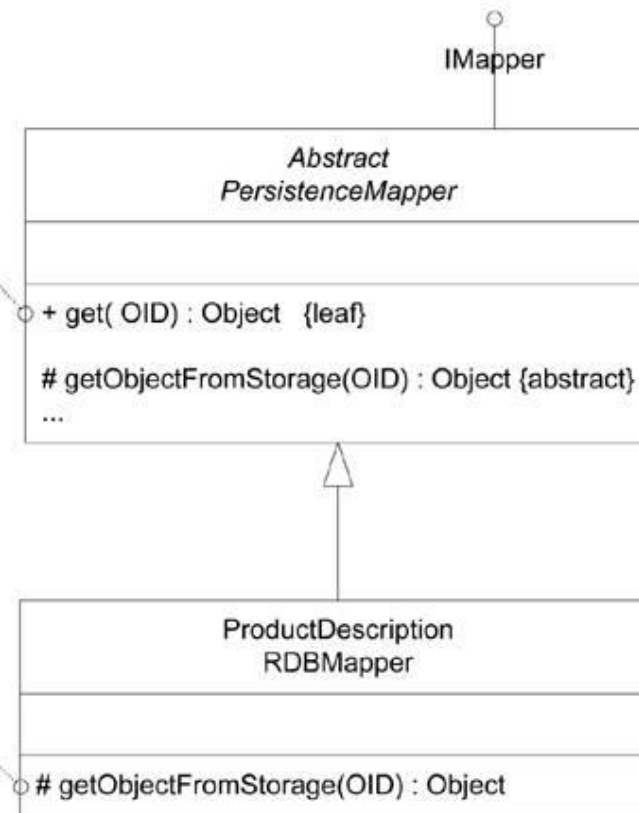 IMapper
Abstract
PersistenceMapper
+ get( OID) : Object {leaf}
# getObjectFromStorage(OID) : Object {abstract}
...
ProductDescription
RDBMapper
# getObjectFromStorage(OID) : Object